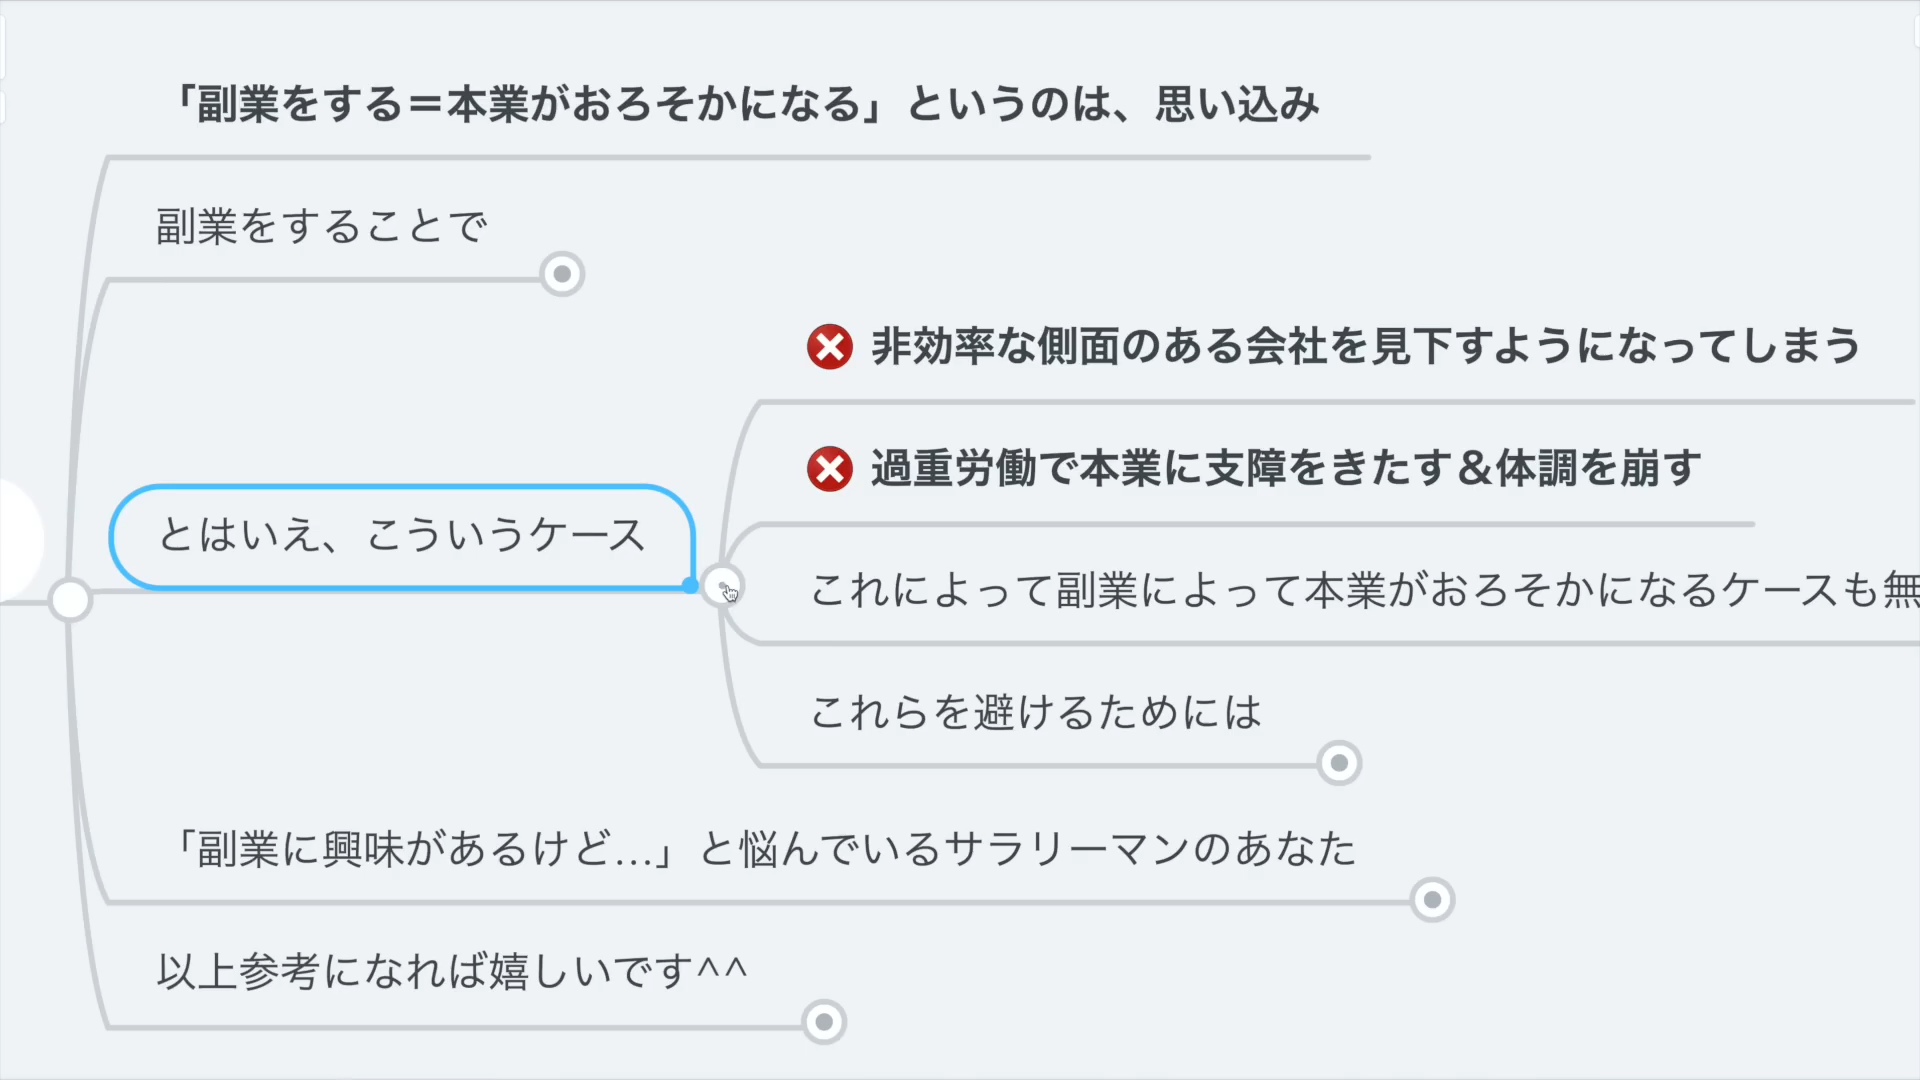 「副業をする＝本業がおろそかになる」というのは、思い込み
副業をすることで
とはいえ、こういうケース
非効率な側面のある会社を見下すようになってしまう
過重労働で本業に支障をきたす＆体調を崩す
これによって副業によって本業がおろそかになるケースも無
これらを避けるためには
「副業に興味があるけど…」と悩んでいるサラリーマンのあなた
以上参考になれば嬉しいです^^